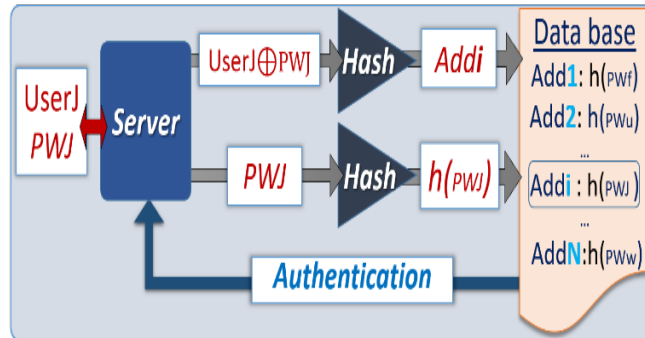 UserJ
PWJ
Server
UserJ⊕PWJ
Hash
Addi
PWJ
Hash
h(PWJ)
Authentication
Data base
Add1: h(PWf)
Add2: h(PWu)
...
Addi : h(PWJ)
...
AddN:h(PWw)